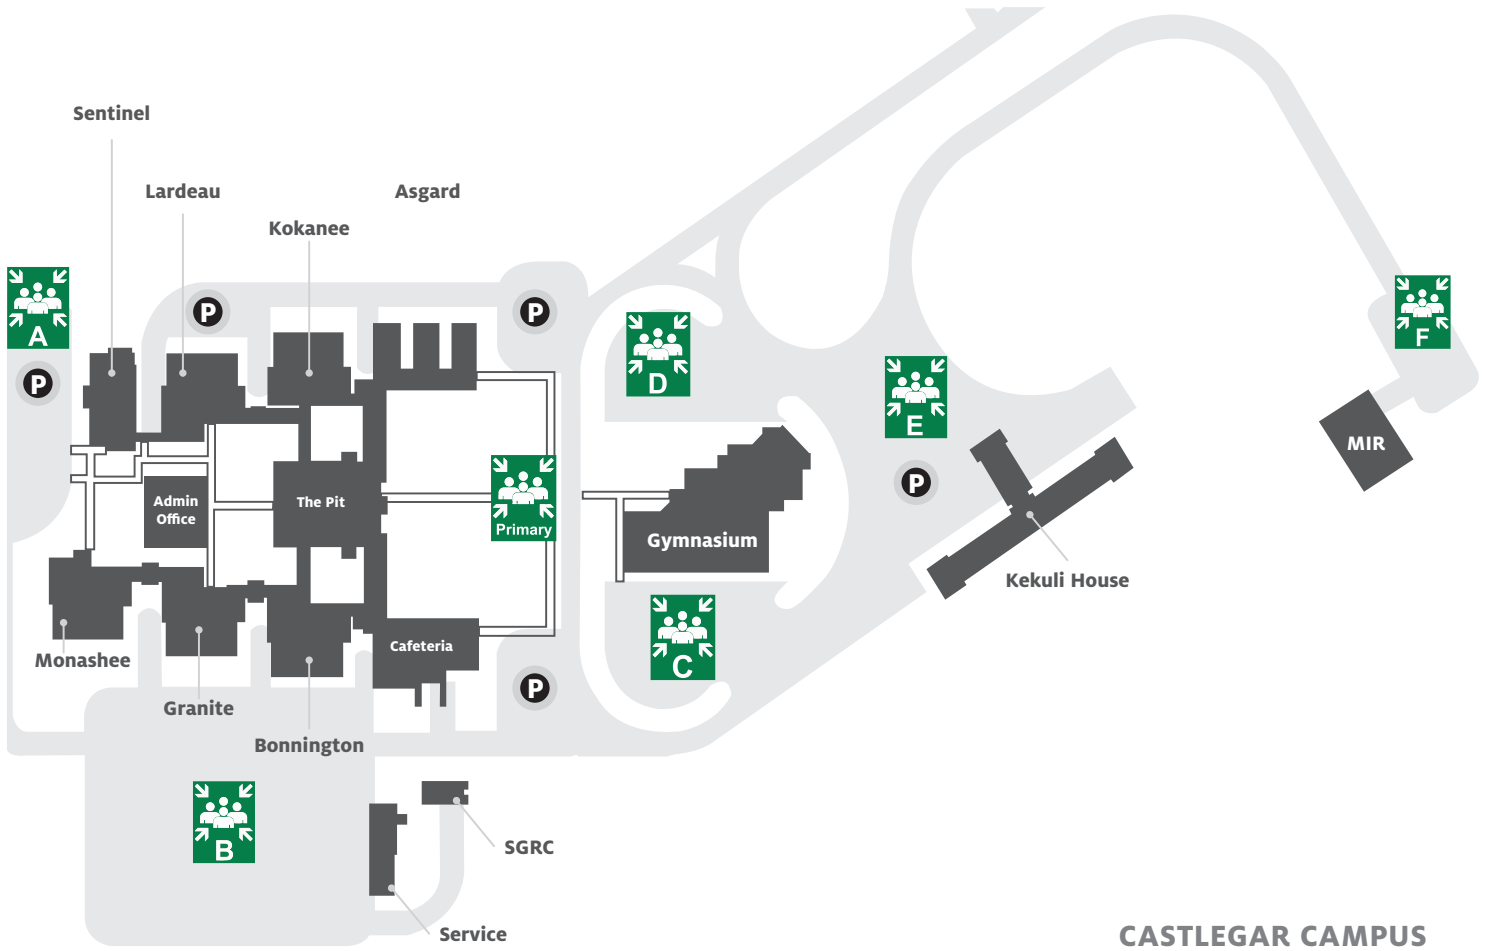 Sentinel
Lardeau
Asgard
Kokanee
A
P
P
P
D
F
P
E
P
MIR
Admin
Office
The Pit
Primary
Gymnasium
Kekuli House
Cafeteria
C
Monashee
P
Granite
Bonnington
B
SGRC
Service
CASTLEGAR CAMPUS